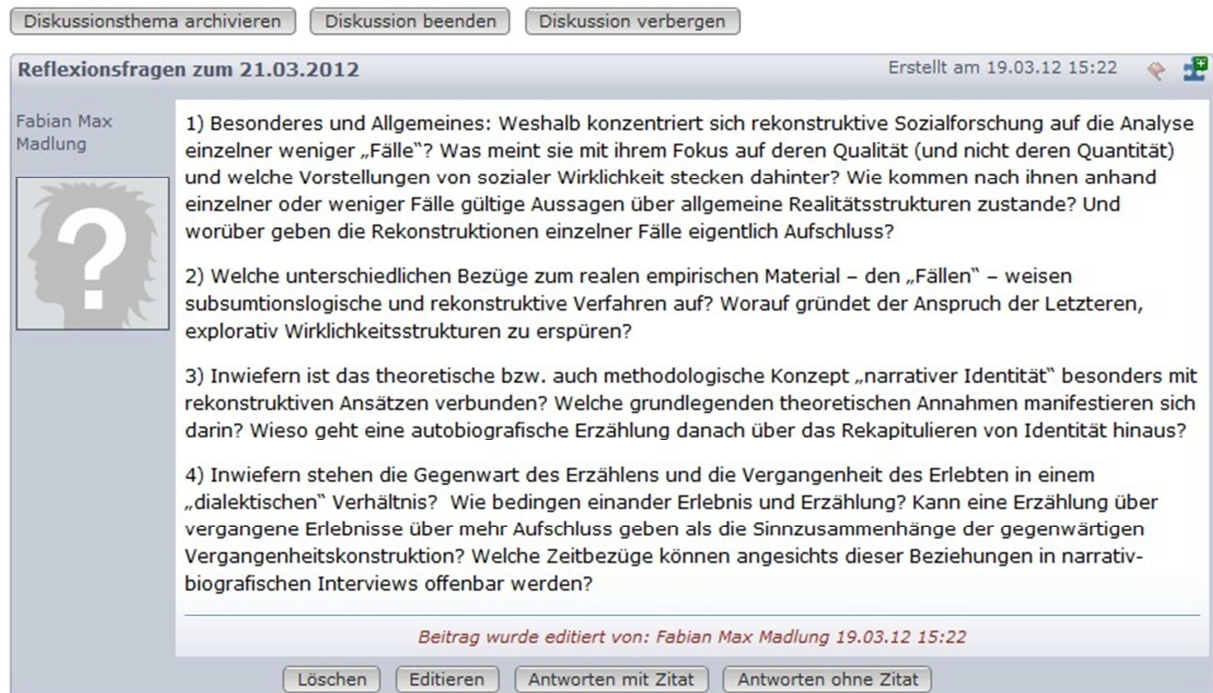 Diskussionsthema archivieren Diskussion beenden Diskussion verbergen
Reflexionsfragen zum 21.03.2012 Erstellt am 19.03.12 15:22
Fabian Max
Madlung
1) Besonderes und Allgemeines: Weshalb konzentriert sich rekonstruktive Sozialforschung auf die Analyse
einzelner weniger „Fälle“? Was meint sie mit ihrem Fokus auf deren Qualität (und nicht deren Quantität)
und welche Vorstellungen von sozialer Wirklichkeit stecken dahinter? Wie kommen nach ihnen anhand
einzelner oder weniger Fälle gültige Aussagen über allgemeine Realitätsstrukturen zustande? Und
worüber geben die Rekonstruktionen einzelner Fälle eigentlich Aufschluss?
2) Welche unterschiedlichen Bezüge zum realen empirischen Material – den „Fällen“ – weisen
subsumtionslogische und rekonstruktive Verfahren auf? Worauf gründet der Anspruch der Letzteren,
explorativ Wirklichkeitsstrukturen zu erspüren?
3) Inwiefern ist das theoretische bzw. auch methodologische Konzept „narrativer Identität“ besonders mit
rekonstruktiven Ansätzen verbunden? Welche grundlegenden theoretischen Annahmen manifestieren sich
darin? Wieso geht eine autobiografische Erzählung danach über das Rekapitulieren von Identität hinaus?
4) Inwiefern stehen die Gegenwart des Erzählens und die Vergangenheit des Erlebten in einem
„dialektischen“ Verhältnis? Wie bedingen einander Erlebnis und Erzählung? Kann eine Erzählung über
vergangene Erlebnisse über mehr Aufschluss geben als die Sinnzusammenhänge der gegenwärtigen
Vergangenheitskonstruktion? Welche Zeitbezüge können angesichts dieser Beziehungen in narrativ-
biografischen Interviews offenbar werden?
Beitrag wurde editiert von: Fabian Max Madlung 19.03.12 15:22
Löschen Editieren Antworten mit Zitat Antworten ohne Zitat